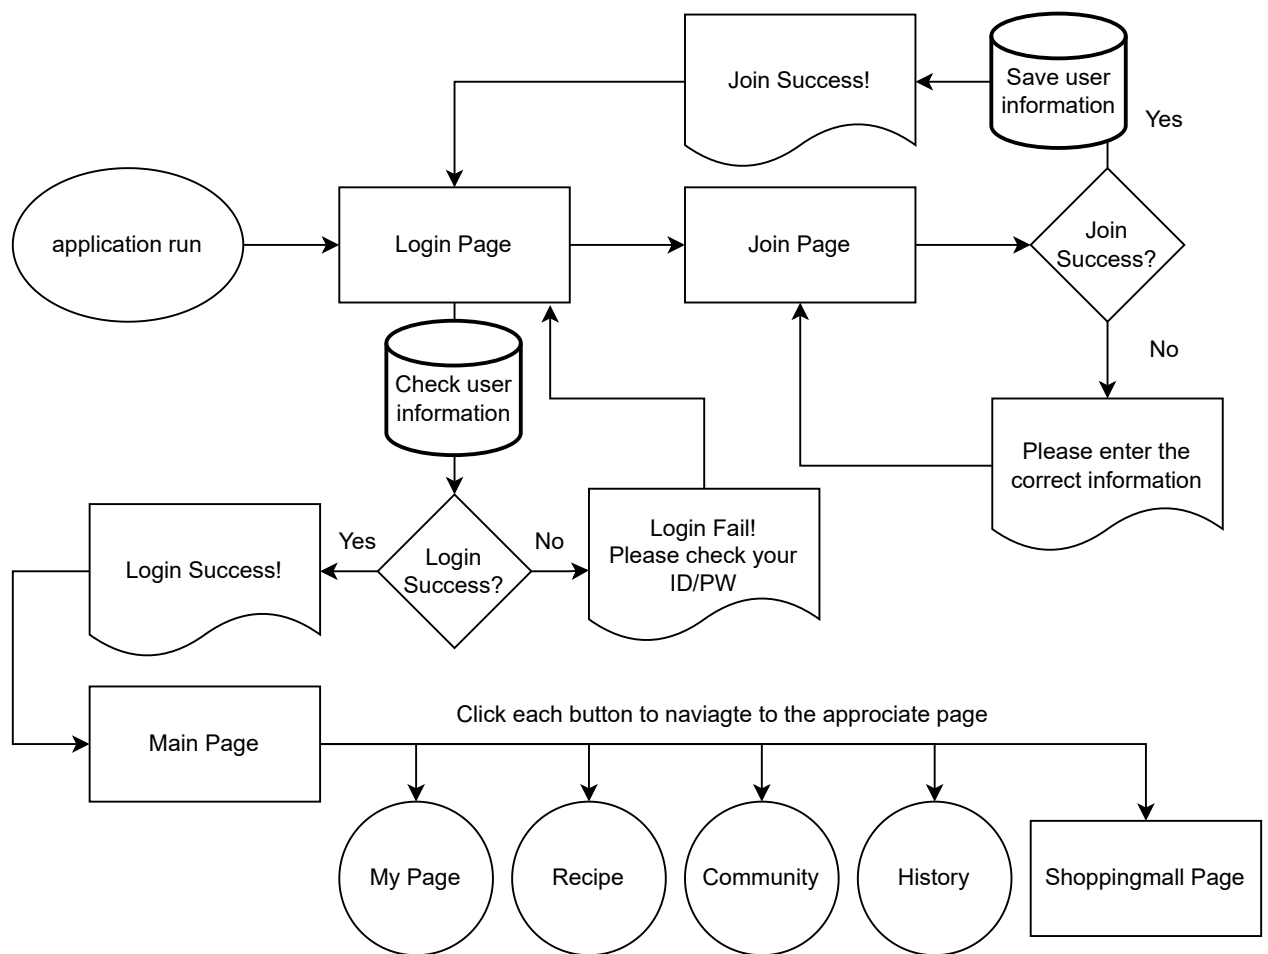 Join Success!
Save user
information
Yes
application run
Login Page
Join Page
Join
Success?
No
Check user
information
Please enter the
correct information
Login Success!
Yes
Login
Success?
No
Login Fail!
Please check your
ID/PW
Main Page
Click each button to naviagte to the approciate page
My Page
Recipe
Community
History
Shoppingmall Page